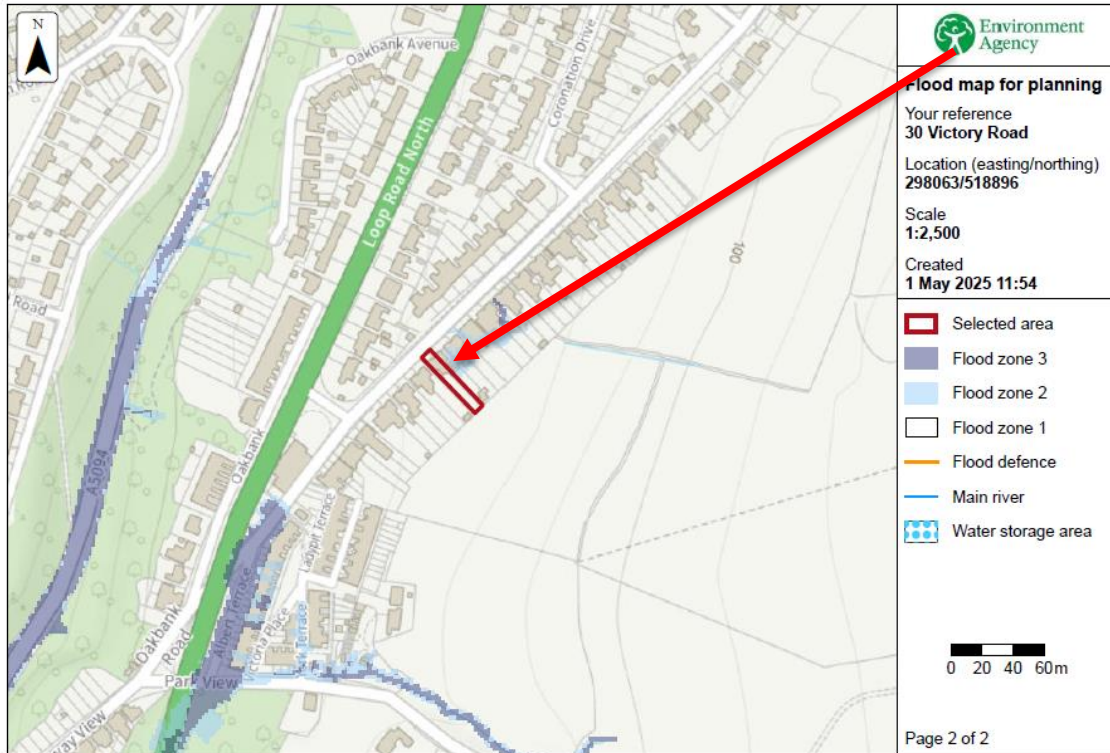 N
Oakbank Avenue
Coronation Drive
Loop Road North
Road
A5094
100
Oakbank
Oakbank
Road
Albert Terrace
Ladypit Terrace
Park View
Environment
Agency
Flood map for planning
Your reference
30 Victory Road
Location (easting/northing)
298063/518896
Scale
1:2,500
Created
1 May 2025 11:54
Selected area
Flood zone 3
Flood zone 2
Flood zone 1
Flood defence
Main river
Water storage area
0 20 40 60m
Page 2 of 2